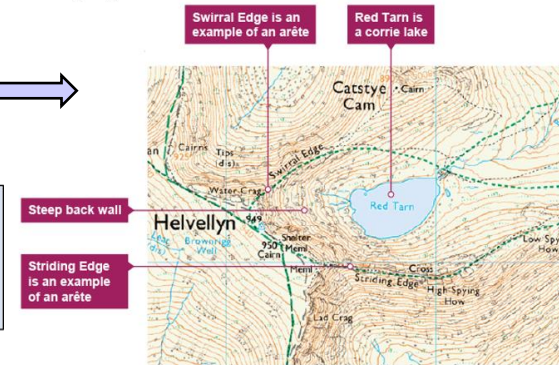 Swirral Edge is an
example of an arête
Red Tarn is
a corrie lake
Catstye
Cam
Cairn
Cairns
Tips
(dis)
Swirral Edge
Water Crag
Steep back wall
Red Tarn
Helvellyn
949
Brownrigg
Well
950
Cairn
Shelter
Meml
Meml
Low Spy
How
Striding Edge
is an example
of an arête
Cross
Striding Edge
High Spying
How
Lad Crag